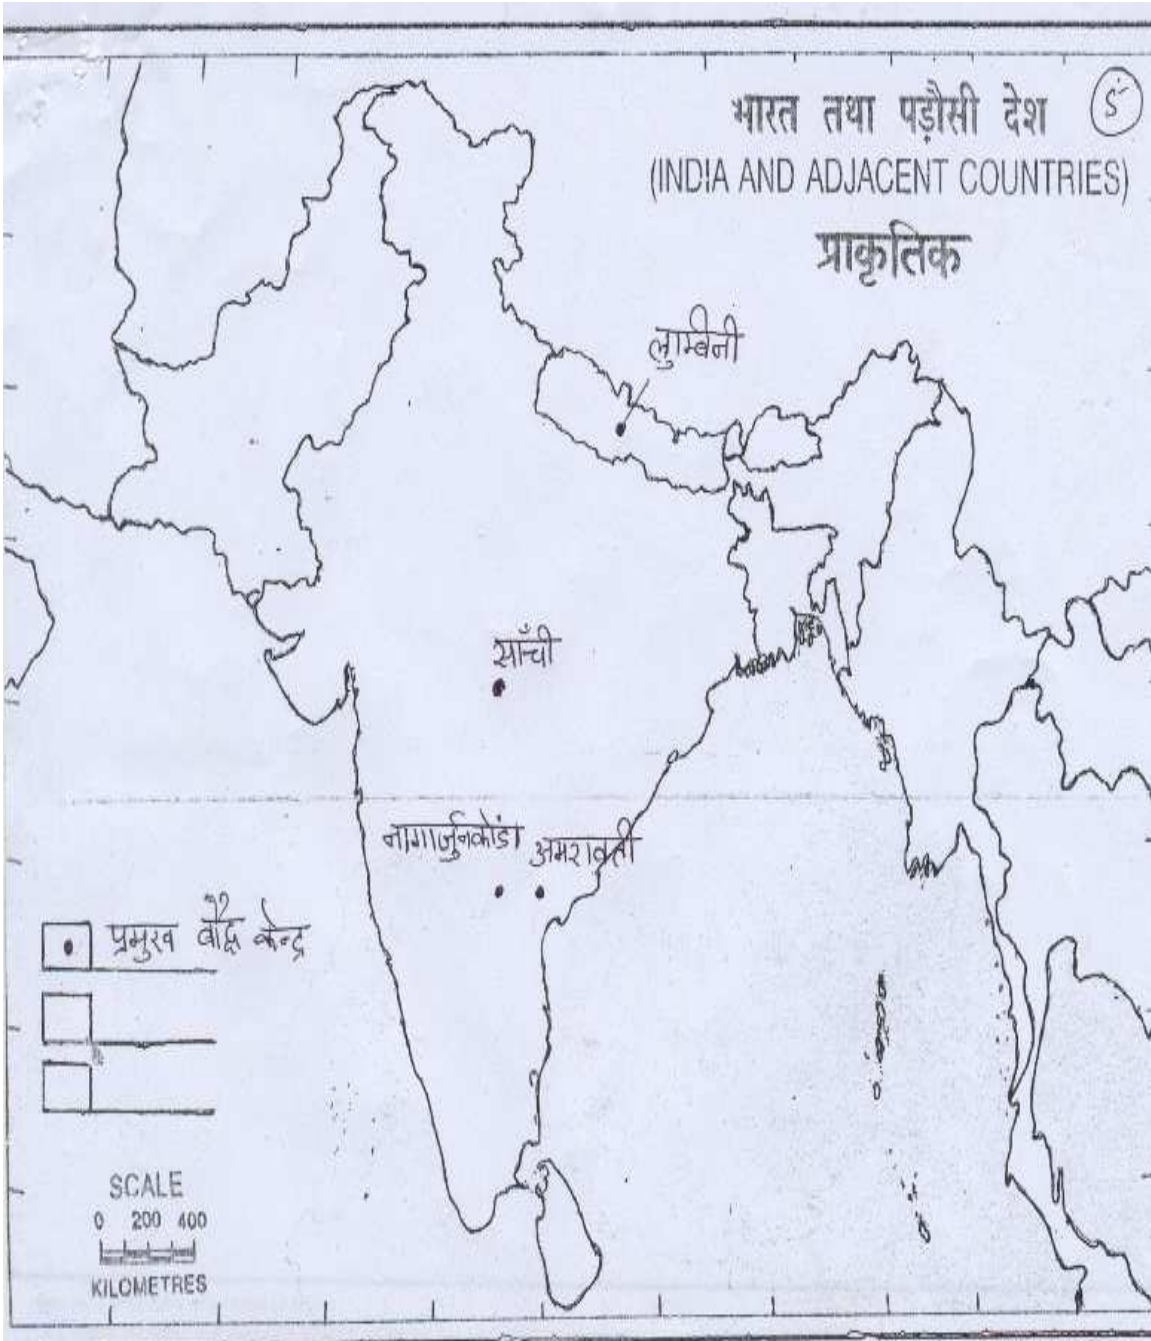 भारत तथा पड़ौसी देश
5
(INDIA AND ADJACENT COUNTRIES)
प्राकृतिक
लुम्बिनी
साँची
नागार्जुनकोंडा
अमरावती
प्रमुख बौद्ध केन्द्र
SCALE
0 200 400
KILOMETRES